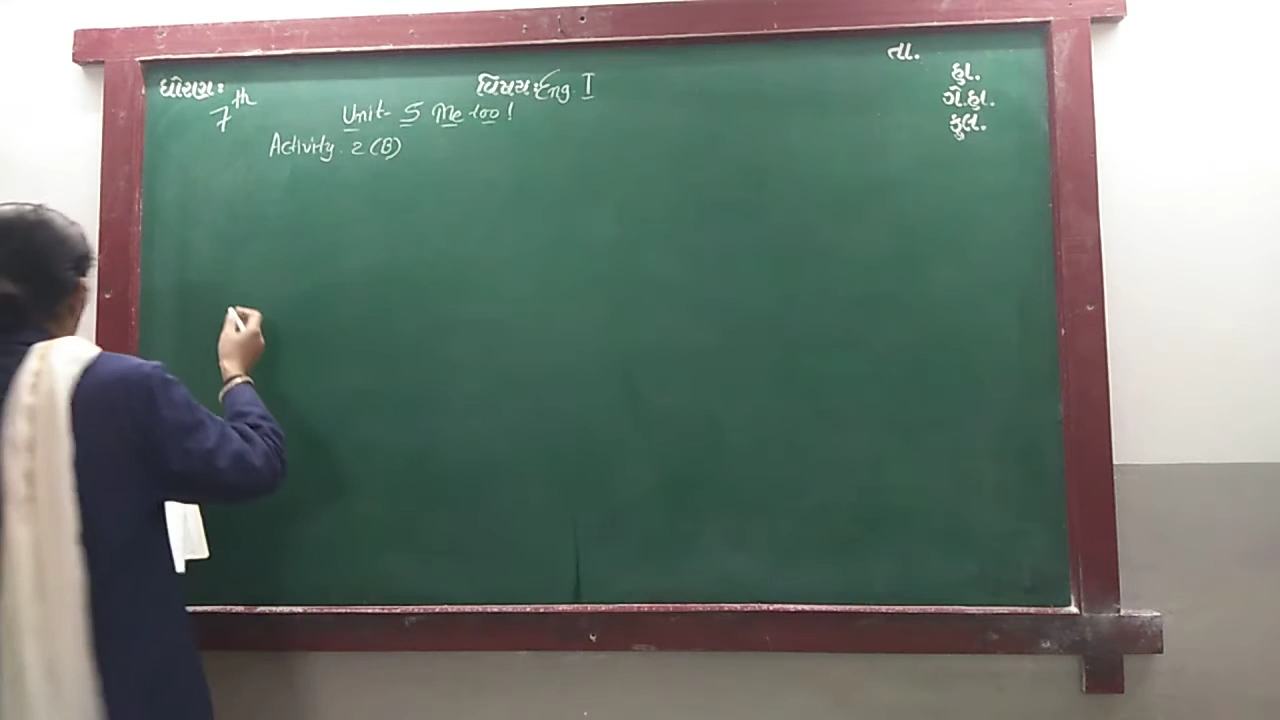 ધોરણ: વિષય: Eng. I તા.
7th હા.
Unit- 5 Me too! ગે.હા.
Activity. 2 (B) કુલ.